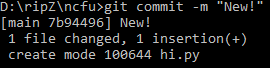 D:\ripZ\ncfu>git commit -m "New!"
[main 7b94496] New!
 1 file changed, 1 insertion(+)
 create mode 100644 hi.py